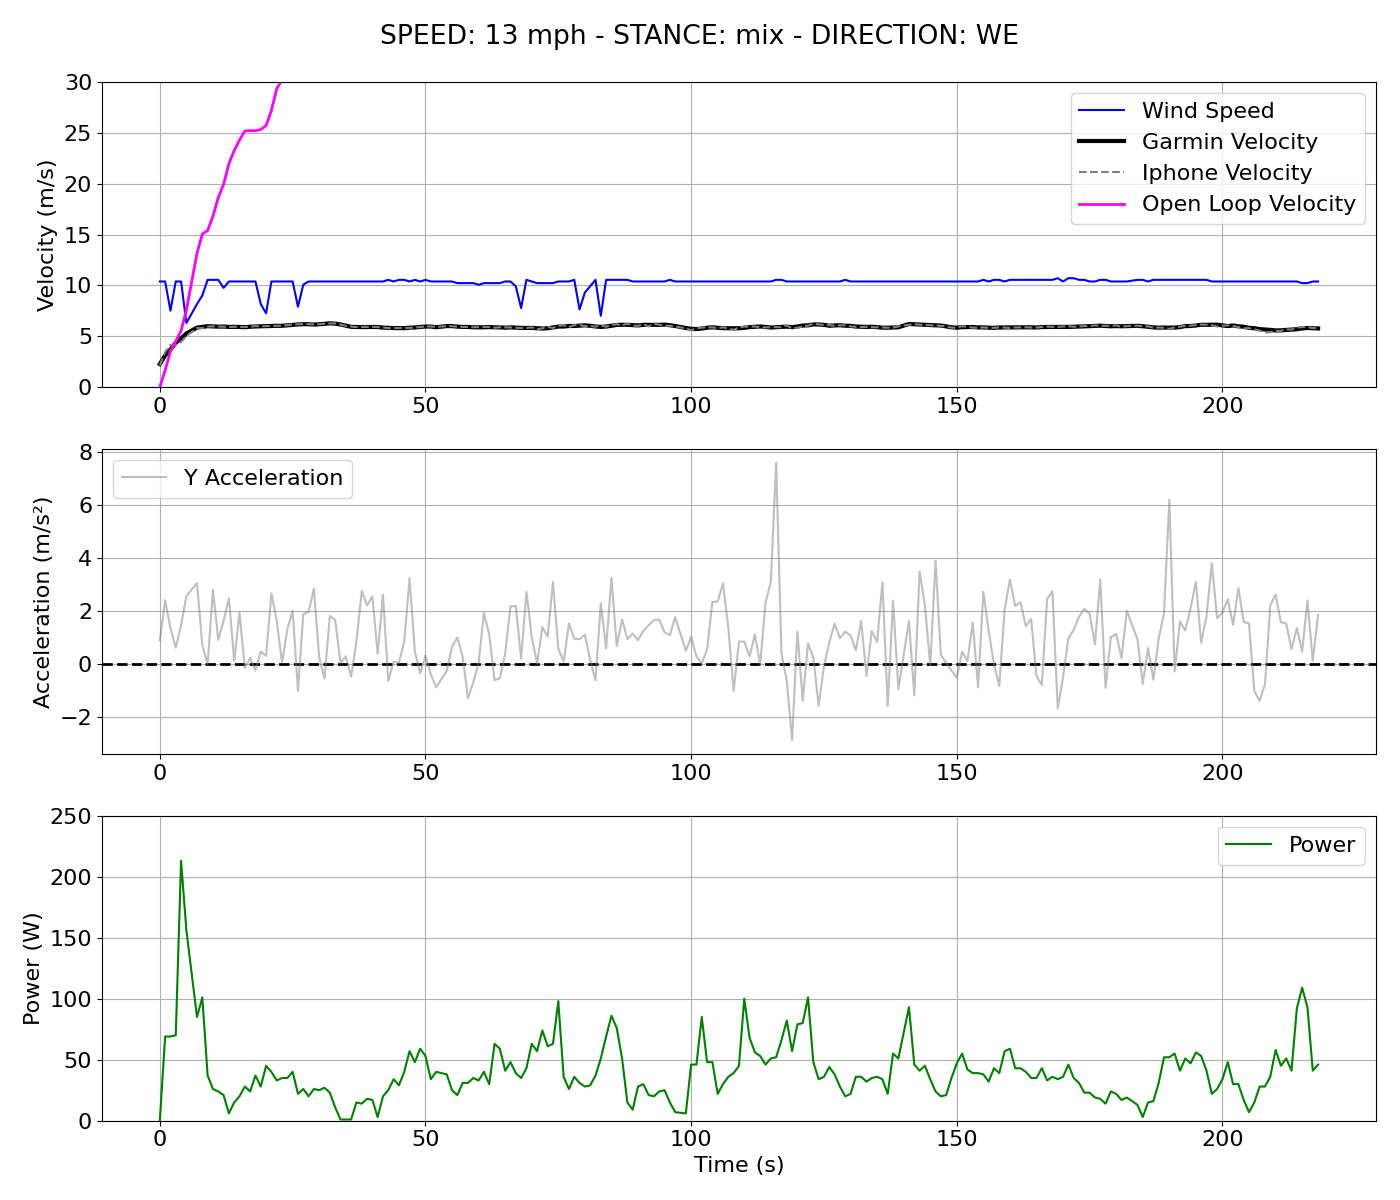 SPEED: 13 mph - STANCE: mix - DIRECTION: WE
30
25
20
15
10
5
0
Velocity (m/s)
Wind Speed
Garmin Velocity
Iphone Velocity
Open Loop Velocity
0 50 100 150 200
8
6
4
2
0
−2
Acceleration (m/s²)
Y Acceleration
0 50 100 150 200
250
200
150
100
50
0
Power (W)
Power
0 50 100 150 200
Time (s)